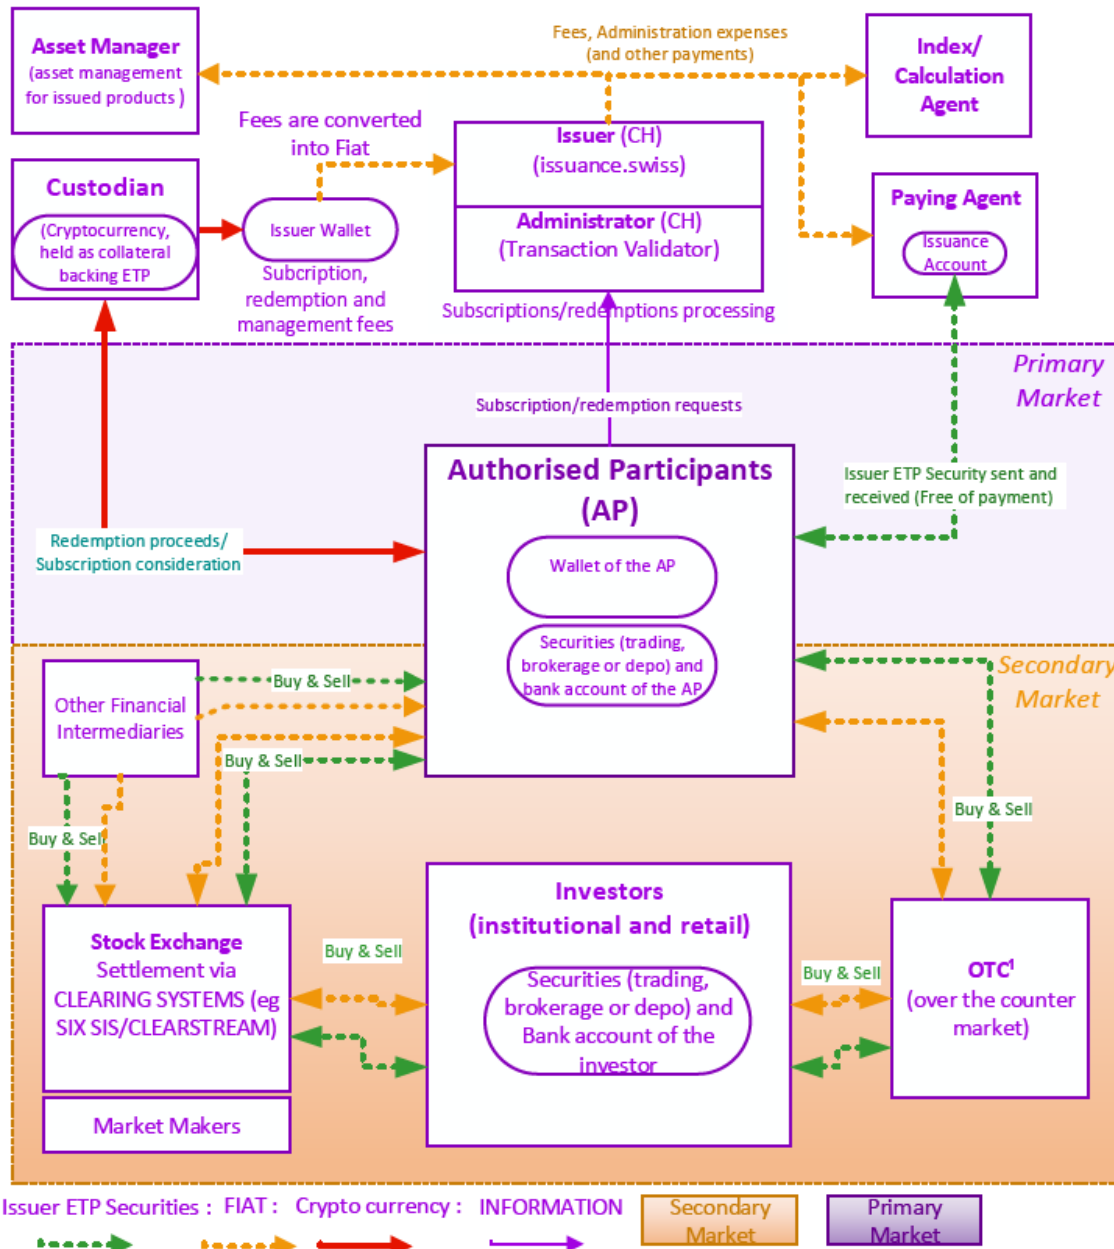 Asset Manager
(asset management
for issued products )
Fees, Administration expenses
(and other payments)
Index/
Calculation
Agent
Fees are converted
into Fiat
Issuer (CH)
(issuance.swiss)
Administrator (CH)
(Transaction Validator)
Custodian
(Cryptocurrency,
held as collateral
backing ETP
Issuer Wallet
Subcription,
redemption and
management fees
Paying Agent
Issuance
Account
Subscriptions/redemptions processing
Primary
Market
Subscription/redemption requests
Authorised Participants
(AP)
Wallet of the AP
Securities (trading,
brokerage or depo) and
bank account of the AP
Issuer ETP Security sent and
received (Free of payment)
Redemption proceeds/
Subscription consideration
Secondary
Market
Other Financial
Intermediaries
Buy & Sell
Buy & Sell
Buy & Sell
Buy & Sell
Stock Exchange
Settlement via
CLEARING SYSTEMS (eg
SIX SIS/CLEARSTREAM)
Market Makers
Buy & Sell
Investors
(institutional and retail)
Securities (trading,
brokerage or depo) and
Bank account of the
investor
Buy & Sell
OTC¹
(over the counter
market)
Issuer ETP Securities : FIAT : Crypto currency : INFORMATION
Secondary
Market
Primary
Market